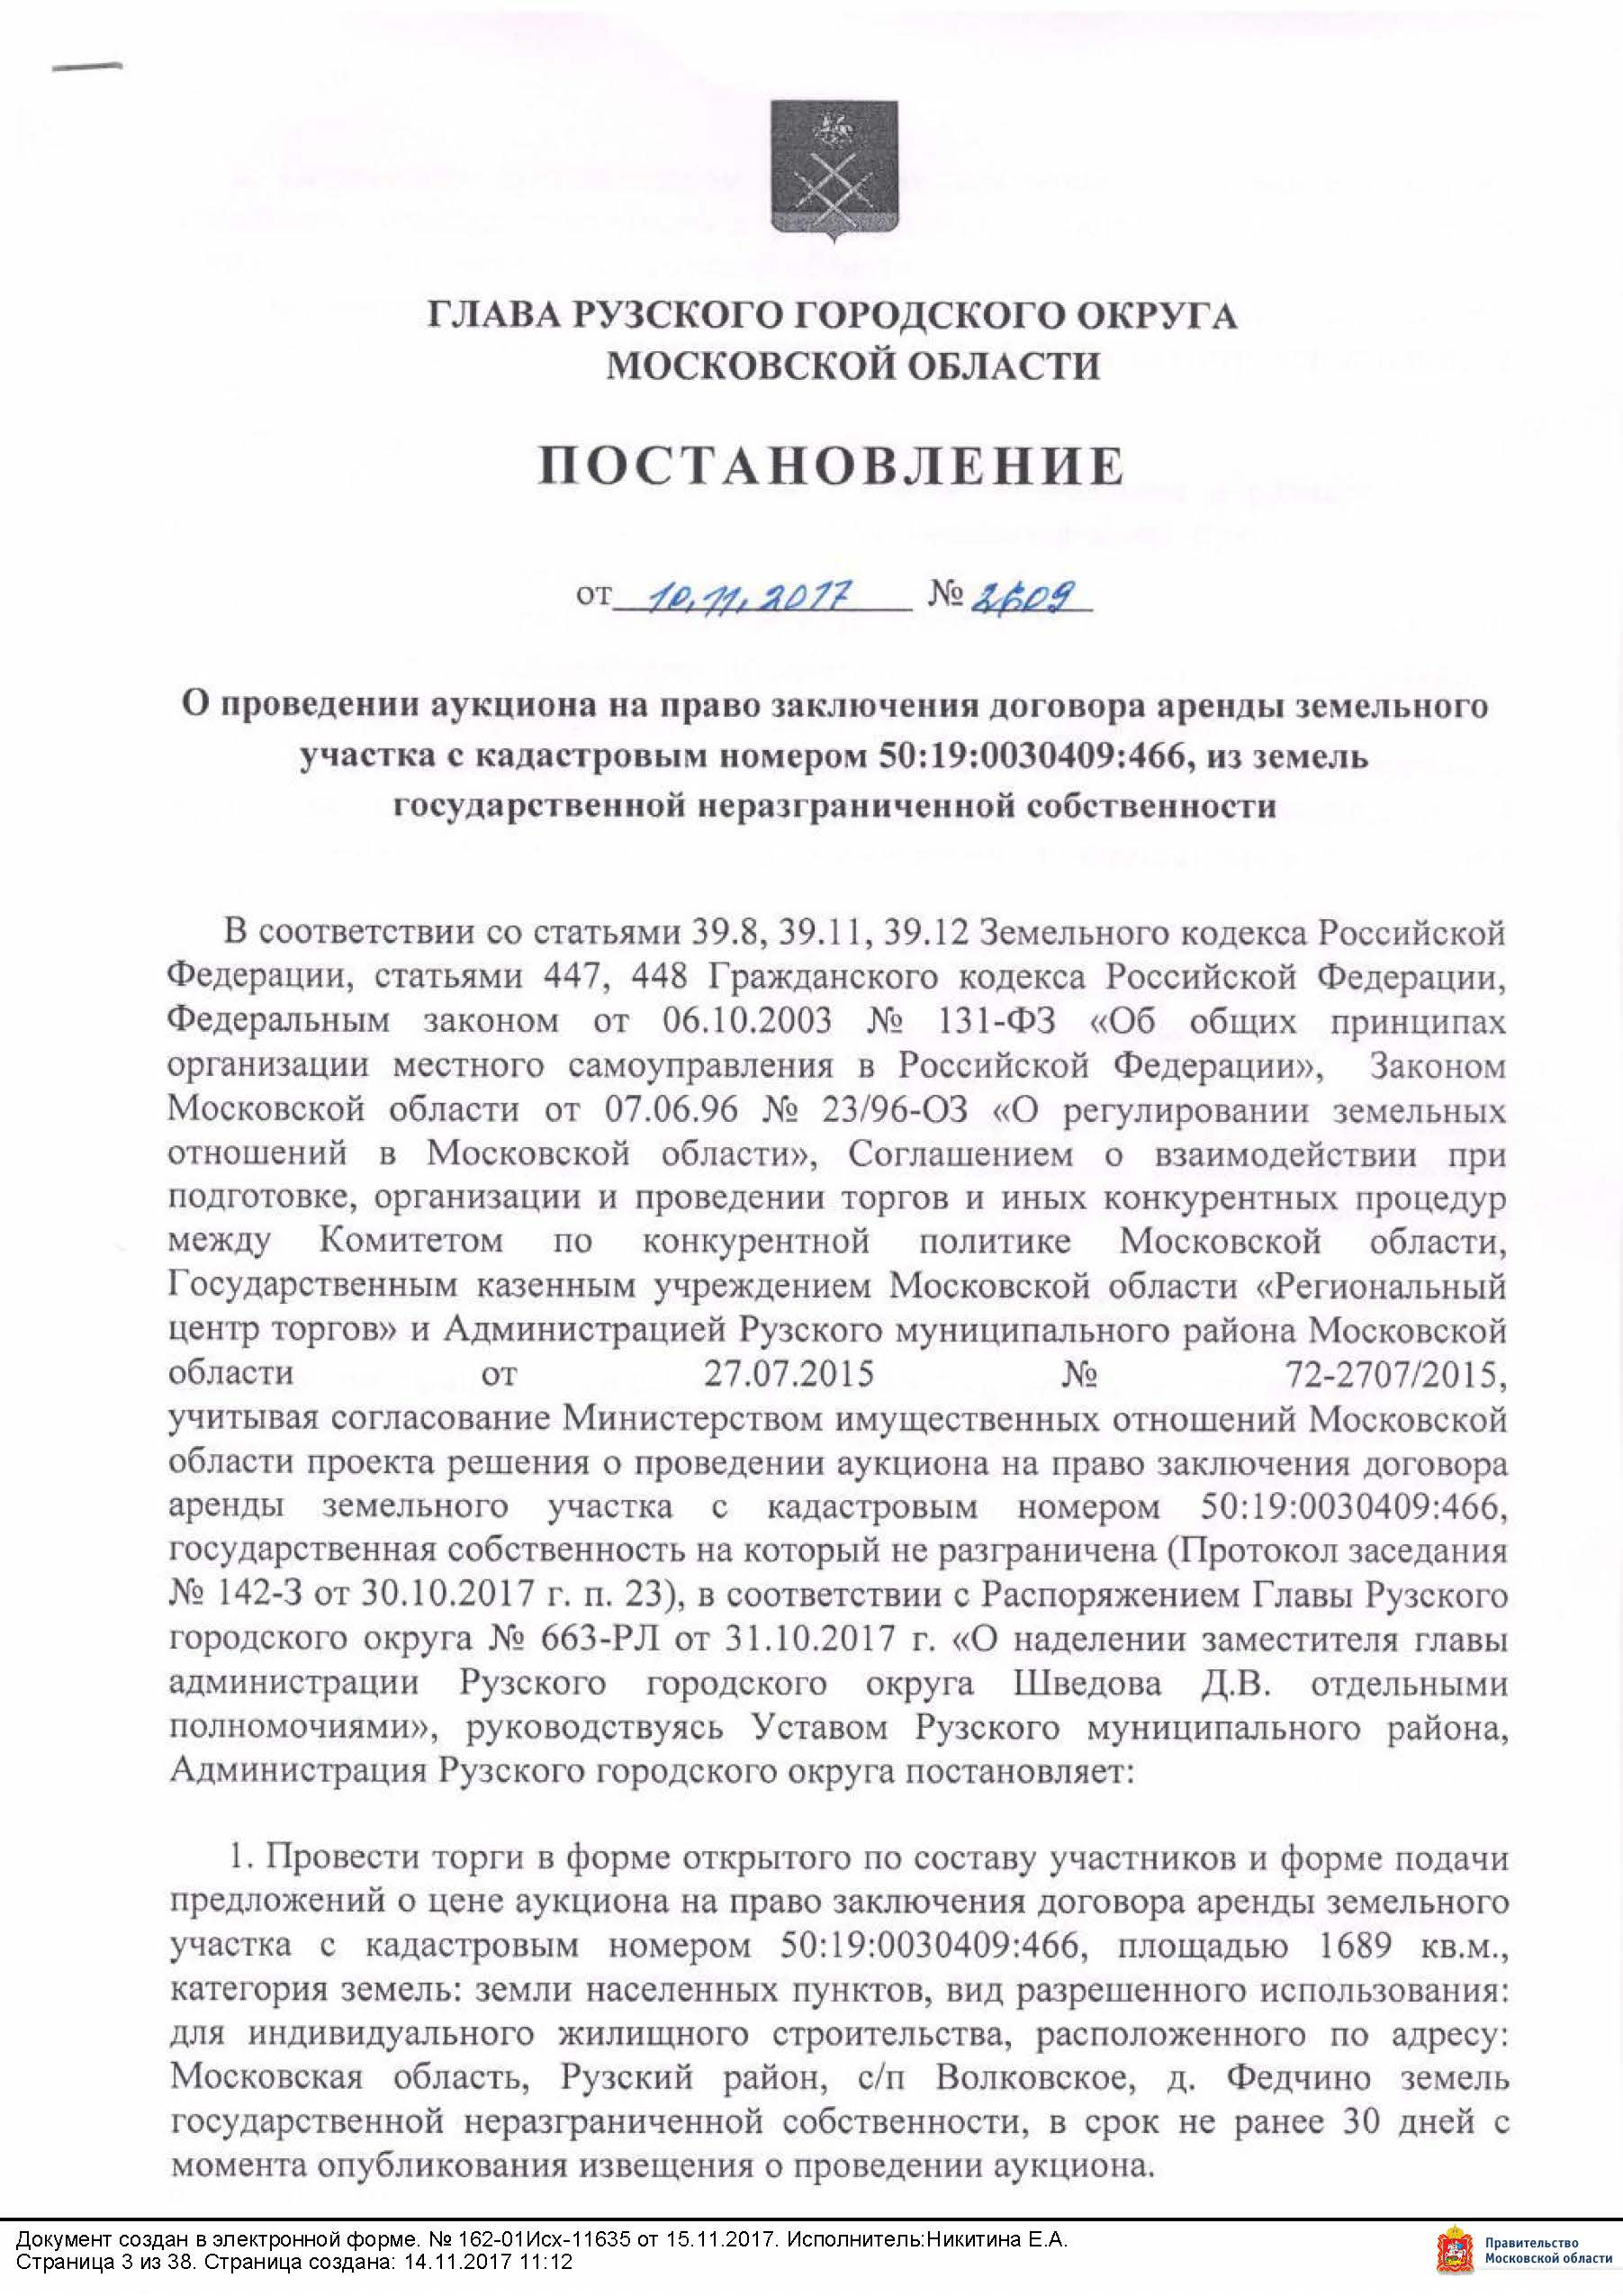 ГЛАВА РУЗСКОГО ГОРОДСКОГО ОКРУГА
МОСКОВСКОЙ ОБЛАСТИ
ПОСТАНОВЛЕНИЕ
от 10.11.2017 № 2609
О проведении аукциона на право заключения договора аренды земельного
участка с кадастровым номером 50:19:0030409:466, из земель
государственной неразграниченной собственности
В соответствии со статьями 39.8, 39.11, 39.12 Земельного кодекса Российской
Федерации, статьями 447, 448 Гражданского кодекса Российской Федерации,
Федеральным законом от 06.10.2003 № 131-ФЗ «Об общих принципах
организации местного самоуправления в Российской Федерации», Законом
Московской области от 07.06.96 № 23/96-ОЗ «О регулировании земельных
отношений в Московской области», Соглашением о взаимодействии при
подготовке, организации и проведении торгов и иных конкурентных процедур
между Комитетом по конкурентной политике Московской области,
Государственным казенным учреждением Московской области «Региональный
центр торгов» и Администрацией Рузского муниципального района Московской
области от 27.07.2015 № 72-2707/2015,
учитывая согласование Министерством имущественных отношений Московской
области проекта решения о проведении аукциона на право заключения договора
аренды земельного участка с кадастровым номером 50:19:0030409:466,
государственная собственность на который не разграничена (Протокол заседания
№ 142-З от 30.10.2017 г. п. 23), в соответствии с Распоряжением Главы Рузского
городского округа № 663-РЛ от 31.10.2017 г. «О наделении заместителя главы
администрации Рузского городского округа Шведова Д.В. отдельными
полномочиями», руководствуясь Уставом Рузского муниципального района,
Администрация Рузского городского округа постановляет:
1. Провести торги в форме открытого по составу участников и форме подачи
предложений о цене аукциона на право заключения договора аренды земельного
участка с кадастровым номером 50:19:0030409:466, площадью 1689 кв.м.,
категория земель: земли населенных пунктов, вид разрешенного использования:
для индивидуального жилищного строительства, расположенного по адресу:
Московская область, Рузский район, с/п Волковское, д. Федчино земель
государственной неразграниченной собственности, в срок не ранее 30 дней с
момента опубликования извещения о проведении аукциона.
Документ создан в электронной форме. № 162-01Исх-11635 от 15.11.2017. Исполнитель:Никитина Е.А.
Страница 3 из 38. Страница создана: 14.11.2017 11:12
Правительство
Московской области